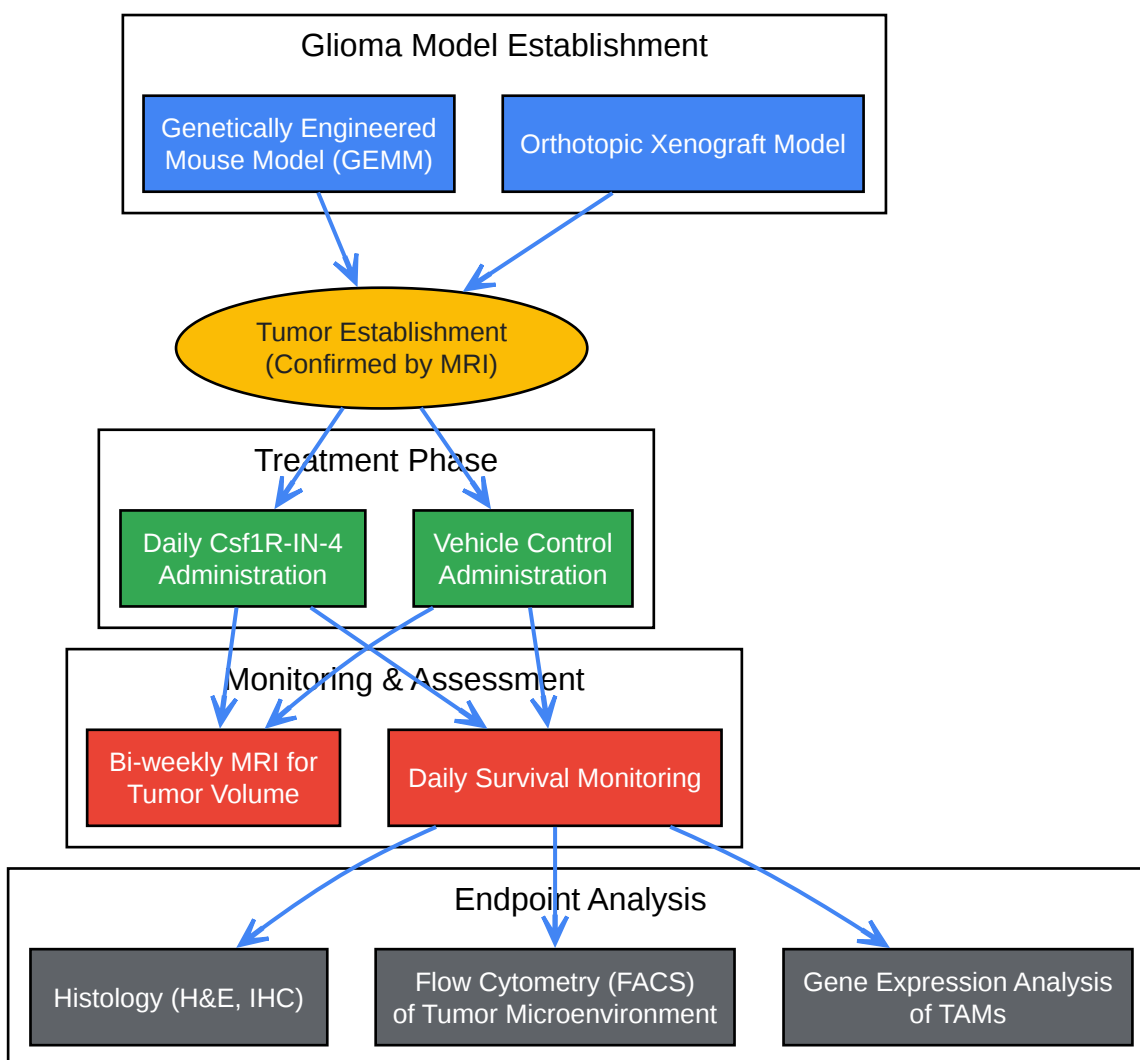 Glioma Model Establishment
Genetically Engineered
Mouse Model (GEMM)
Orthotopic Xenograft Model
Tumor Establishment
(Confirmed by MRI)
Treatment Phase
Daily Csf1R-IN-4
Administration
Vehicle Control
Administration
Monitoring & Assessment
Bi-weekly MRI for
Tumor Volume
Daily Survival Monitoring
Endpoint Analysis
Histology (H&E, IHC)
Flow Cytometry (FACS)
of Tumor Microenvironment
Gene Expression Analysis
of TAMs